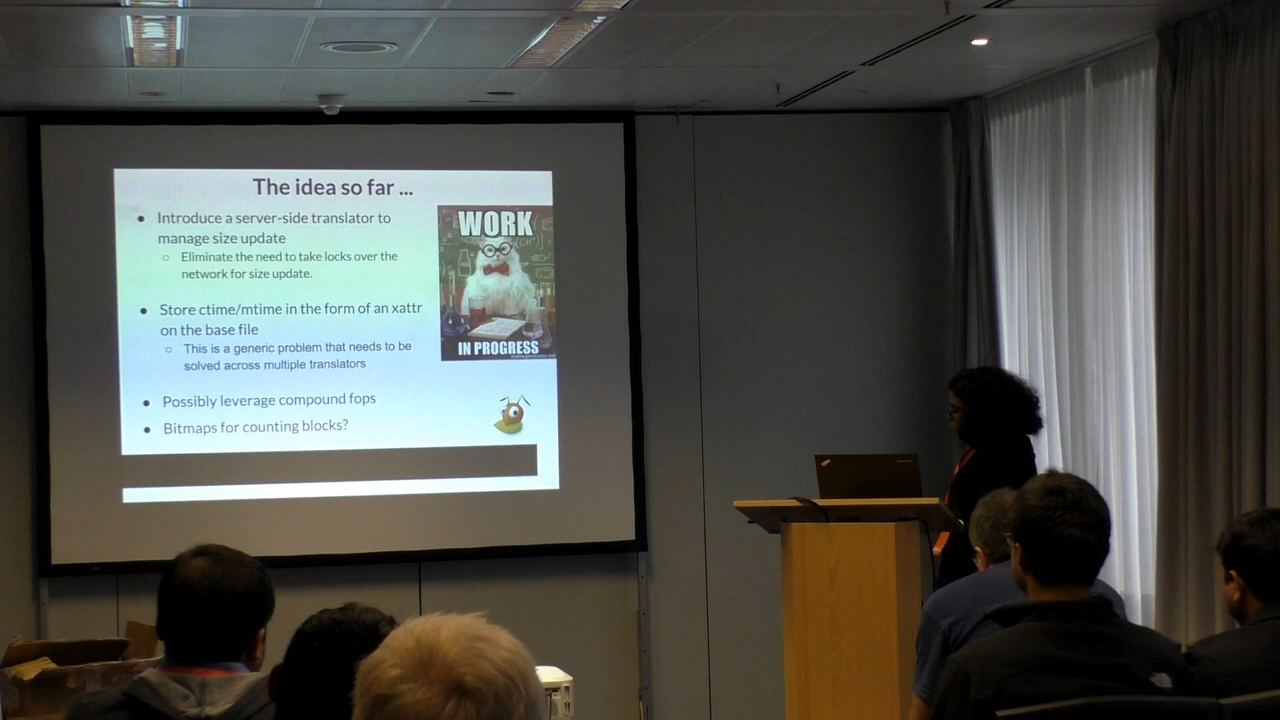 The idea so far ...
● Introduce a server-side translator to
manage size update
○ Eliminate the need to take locks over the
network for size update.
● Store ctime/mtime in the form of an xattr
on the base file
○ This is a generic problem that needs to be
solved across multiple translators
● Possibly leverage compound fops
● Bitmaps for counting blocks?
WORK
IN PROGRESS